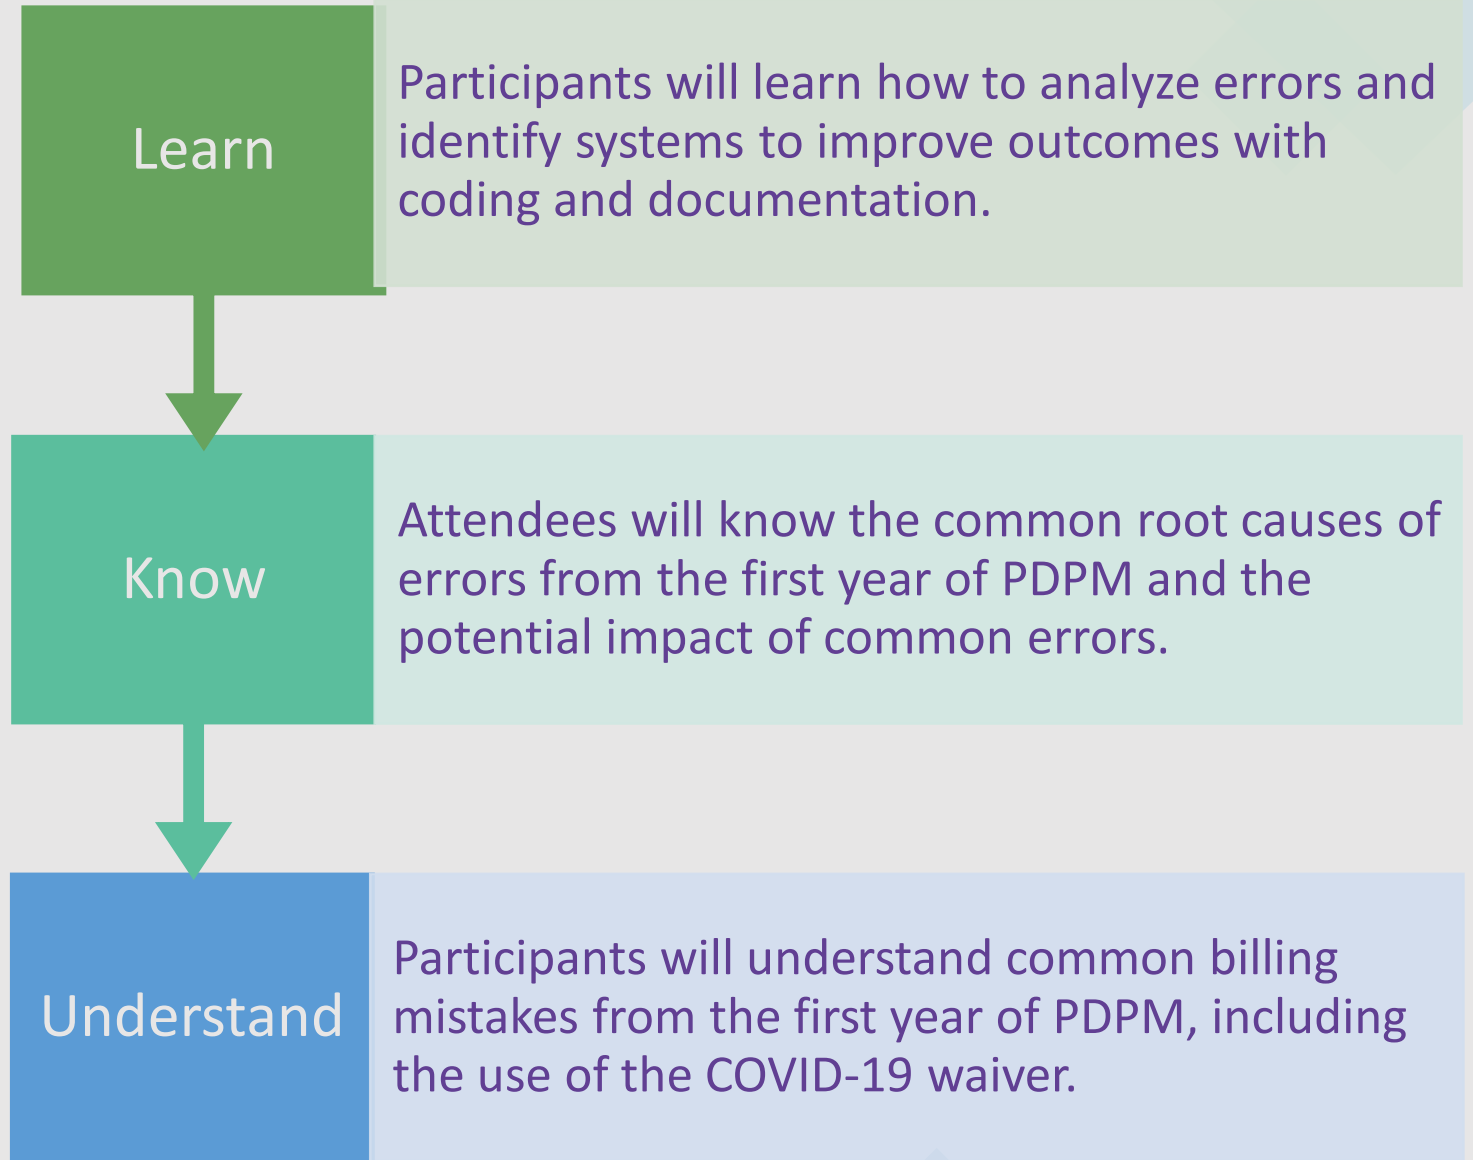 Learn
Participants will learn how to analyze errors and
identify systems to improve outcomes with
coding and documentation.
Know
Attendees will know the common root causes of
errors from the first year of PDPM and the
potential impact of common errors.
Understand
Participants will understand common billing
mistakes from the first year of PDPM, including
the use of the COVID-19 waiver.